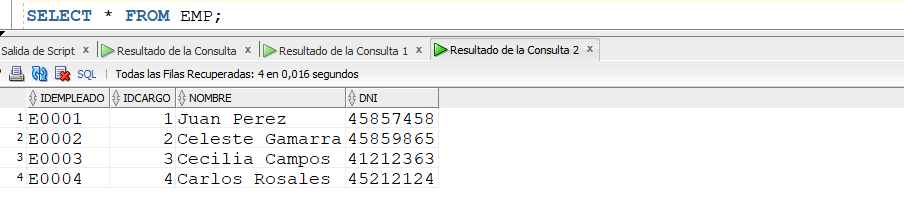 SELECT * FROM EMP;
Salida de Script x Resultado de la Consulta x Resultado de la Consulta 1 x Resultado de la Consulta 2 x
SQL | Todas las Filas Recuperadas: 4 en 0,016 segundos
IDEMPLEADO IDCARGO NOMBRE DNI
1 E0001 1 Juan Perez 45857458
2 E0002 2 Celeste Gamarra 45859865
3 E0003 3 Cecilia Campos 41212363
4 E0004 4 Carlos Rosales 45212124